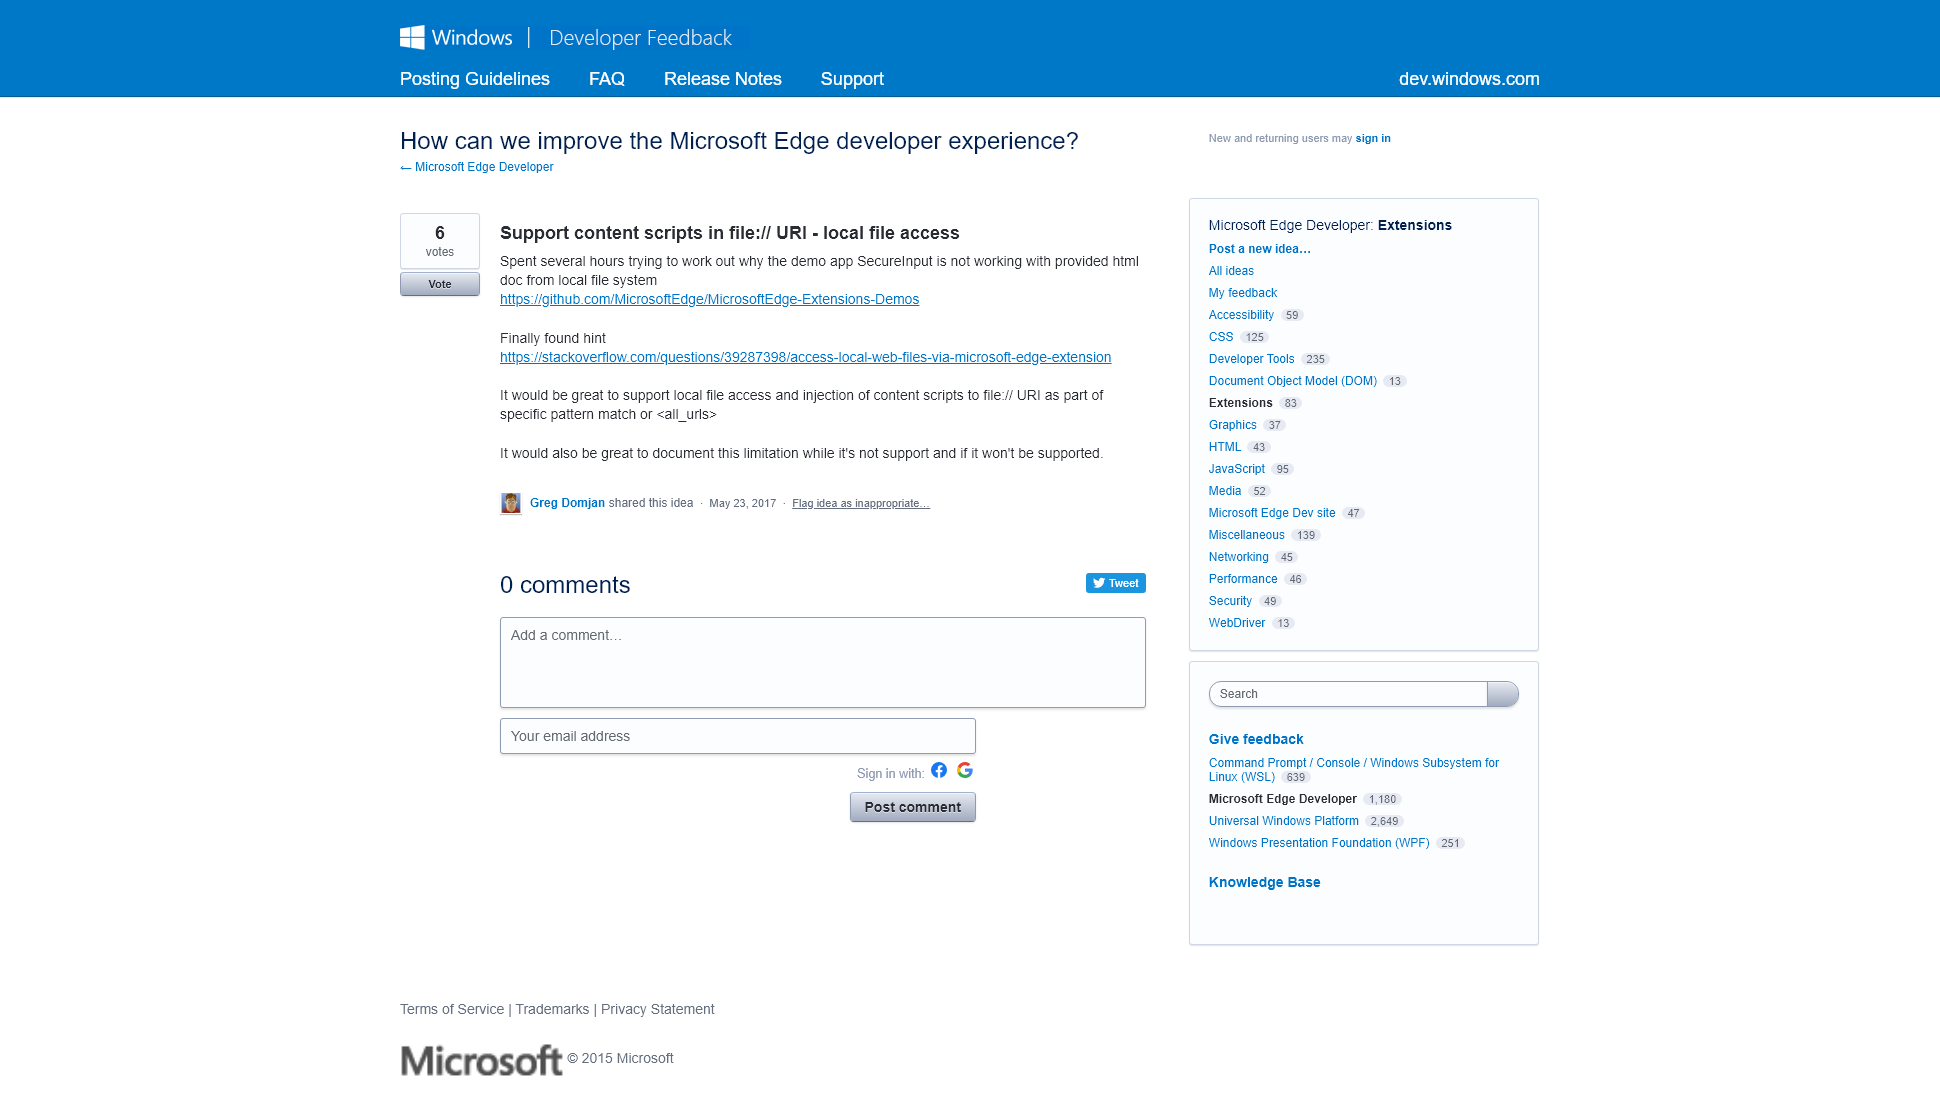 Windows | Developer Feedback
Posting Guidelines FAQ Release Notes Support dev.windows.com
How can we improve the Microsoft Edge developer experience?
← Microsoft Edge Developer
New and returning users may sign in
6
votes
Vote
Support content scripts in file:// URI - local file access
Spent several hours trying to work out why the demo app SecureInput is not working with provided html
doc from local file system
https://github.com/MicrosoftEdge/MicrosoftEdge-Extensions-Demos
Finally found hint
https://stackoverflow.com/questions/39287398/access-local-web-files-via-microsoft-edge-extension
It would be great to support local file access and injection of content scripts to file:// URI as part of
specific pattern match or <all_urls>
It would also be great to document this limitation while it's not support and if it won't be supported.
Greg Domjan shared this idea · May 23, 2017 · Flag idea as inappropriate…
0 comments
Tweet
Add a comment…
Your email address
Sign in with:
Post comment
Microsoft Edge Developer: Extensions
Post a new idea…
All ideas
My feedback
Accessibility 59
CSS 125
Developer Tools 235
Document Object Model (DOM) 13
Extensions 83
Graphics 37
HTML 43
JavaScript 95
Media 52
Microsoft Edge Dev site 47
Miscellaneous 139
Networking 45
Performance 46
Security 49
WebDriver 13
Search
Give feedback
Command Prompt / Console / Windows Subsystem for
Linux (WSL) 639
Microsoft Edge Developer 1,180
Universal Windows Platform 2,649
Windows Presentation Foundation (WPF) 251
Knowledge Base
Terms of Service | Trademarks | Privacy Statement
Microsoft © 2015 Microsoft